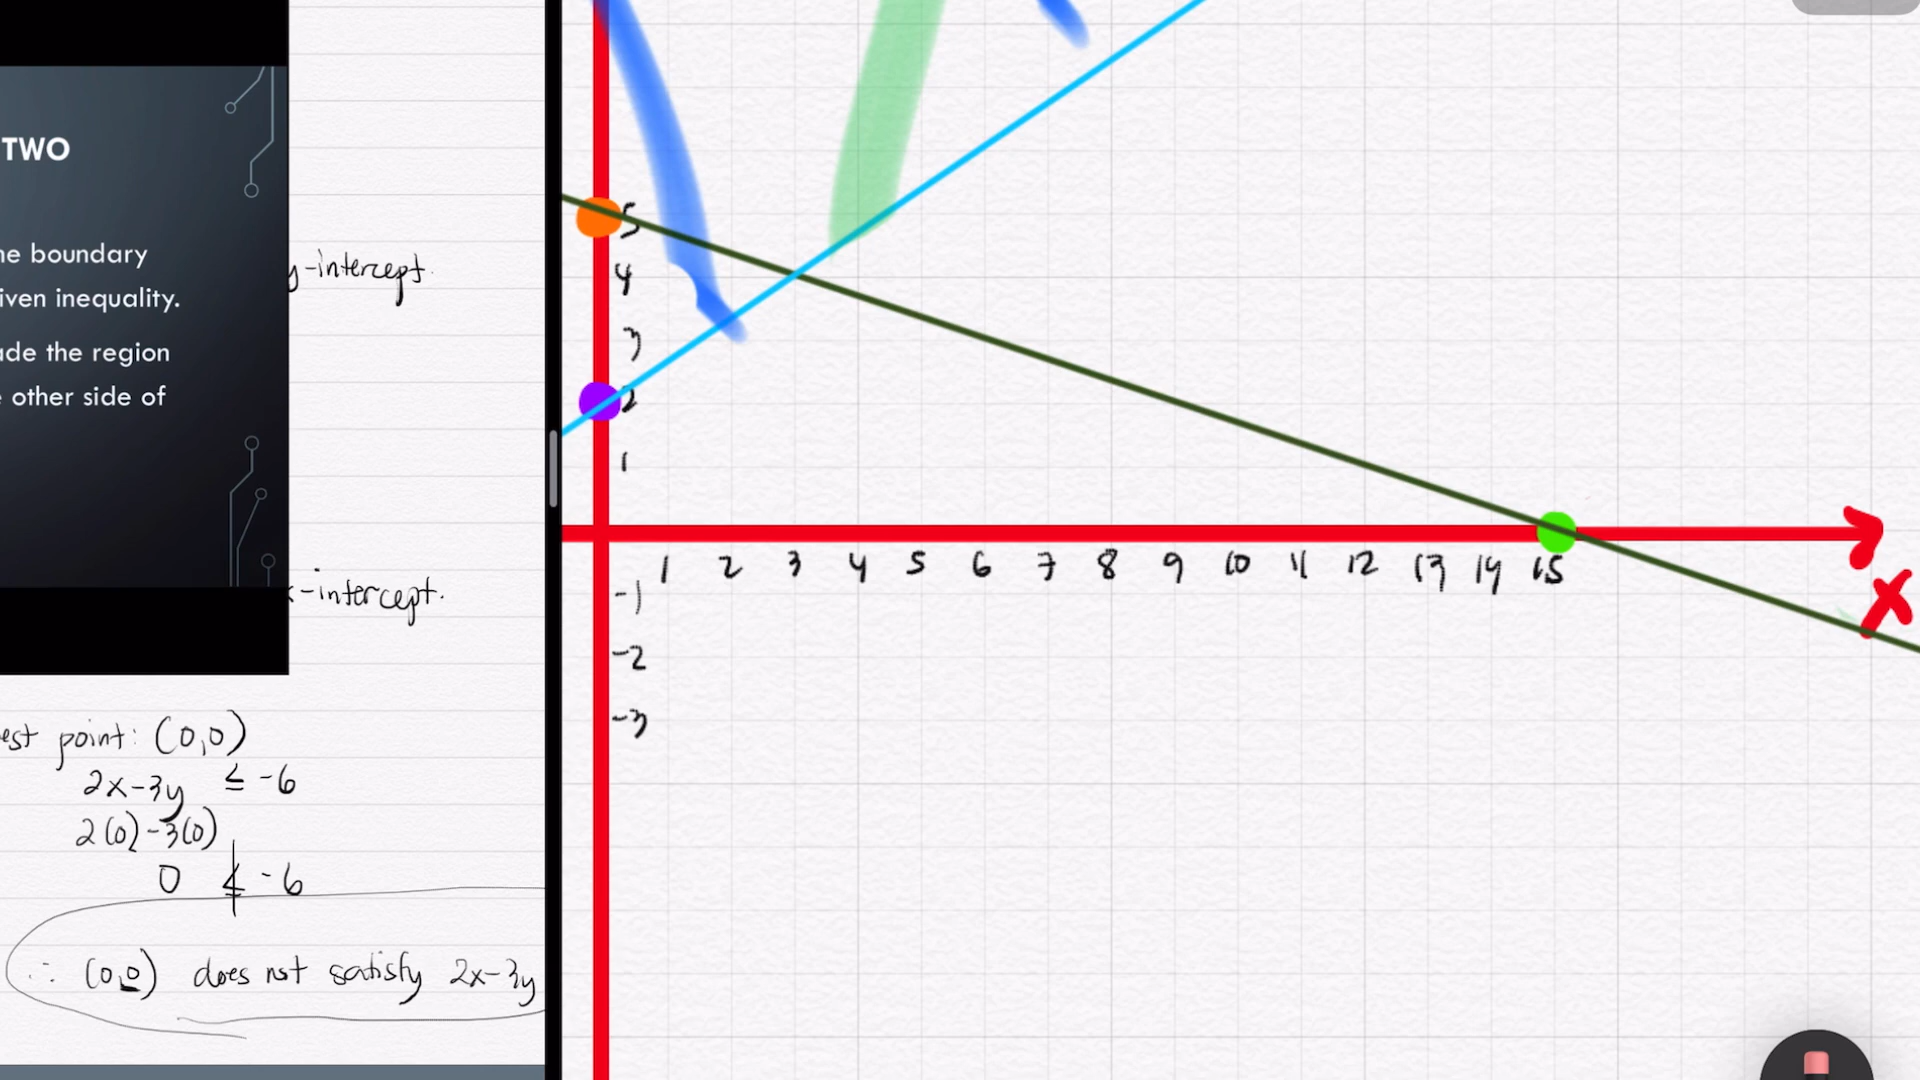 TWO
he boundary
iven inequality.
ade the region
e other side of
y-intercept.
x-intercept.
est point: (0,0)
2x-3y ≤ -6
2(0)-3(0)
0 ≰ -6
∴ (0,0) does not satisfy 2x-3y
5
4
3
2
1
1 2 3 4 5 6 7 8 9 10 11 12 13 14 15
-1
-2
-3
x